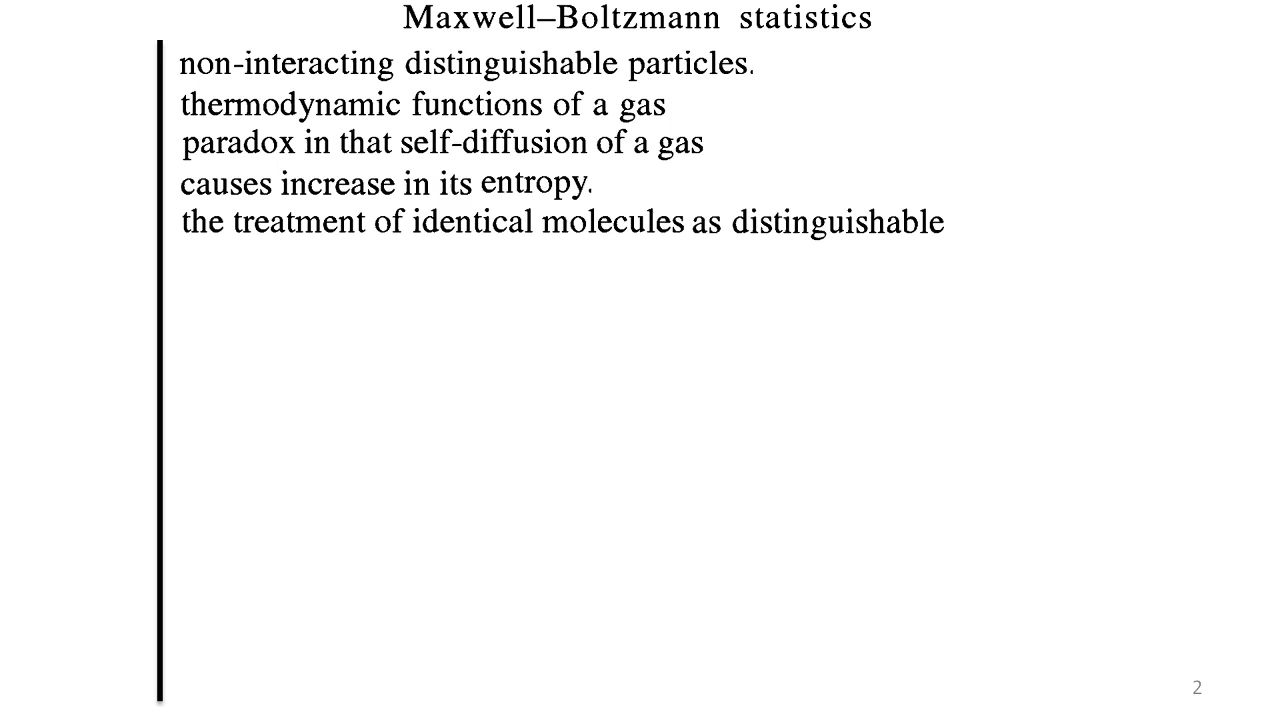 Maxwell–Boltzmann statistics
non-interacting distinguishable particles.
thermodynamic functions of a gas
paradox in that self-diffusion of a gas
causes increase in its entropy.
the treatment of identical molecules as distinguishable
2